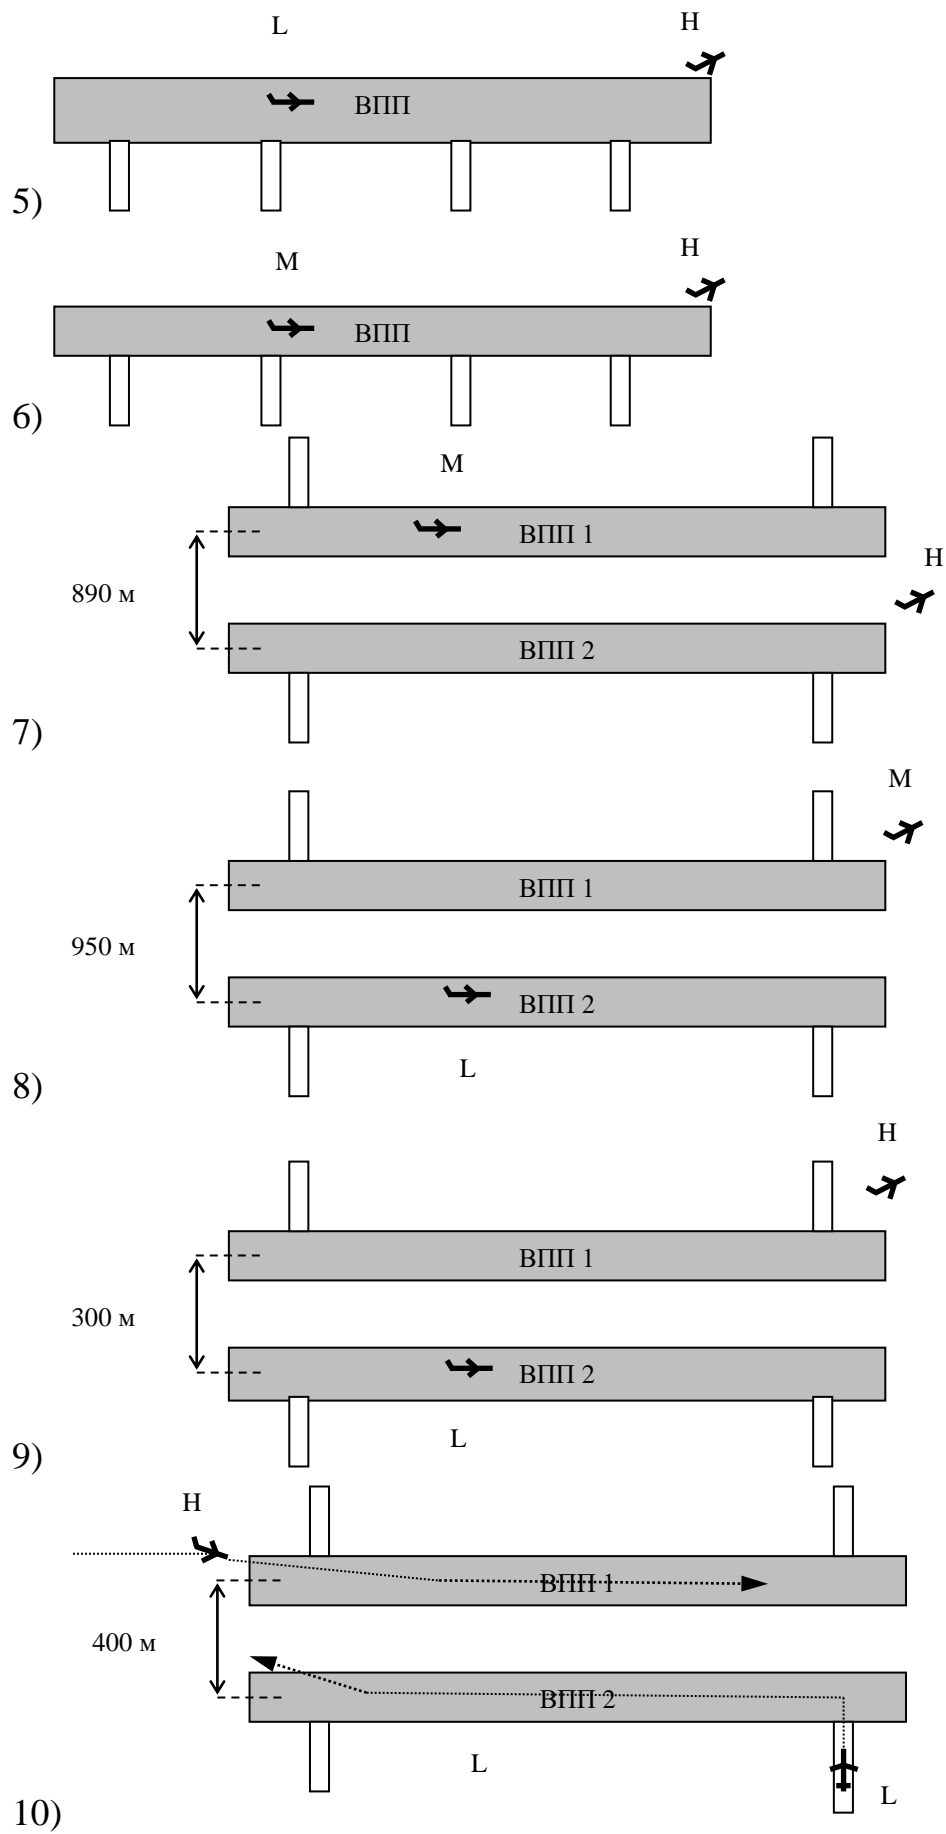 L
H
ВПП
5)
M
H
ВПП
6)
M
ВПП 1
H
890 м
ВПП 2
7)
M
ВПП 1
950 м
ВПП 2
L
8)
H
ВПП 1
300 м
ВПП 2
L
9)
H
ВПП 1
400 м
ВПП 2
L
L
10)